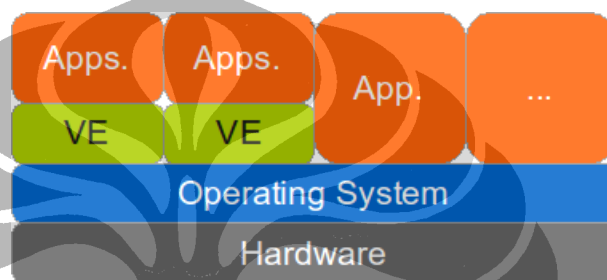 Apps. Apps.
App. ...
VE VE
Operating System
Hardware